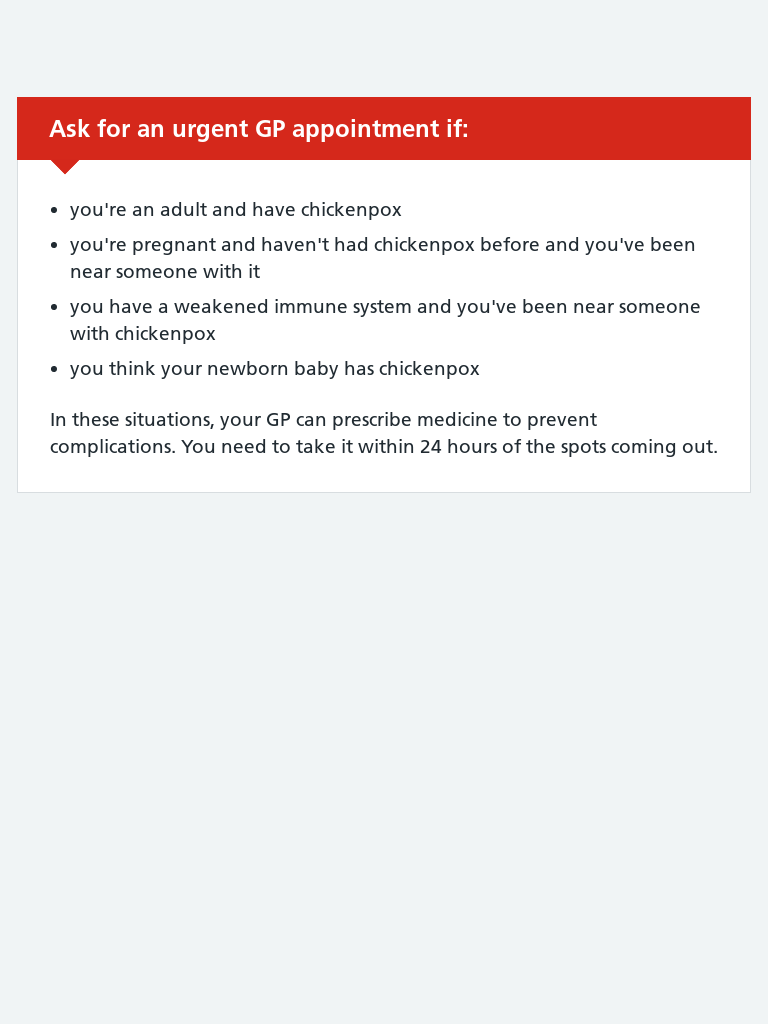 Ask for an urgent GP appointment if:
• you're an adult and have chickenpox
• you're pregnant and haven't had chickenpox before and you've been
near someone with it
• you have a weakened immune system and you've been near someone
with chickenpox
• you think your newborn baby has chickenpox
In these situations, your GP can prescribe medicine to prevent
complications. You need to take it within 24 hours of the spots coming out.